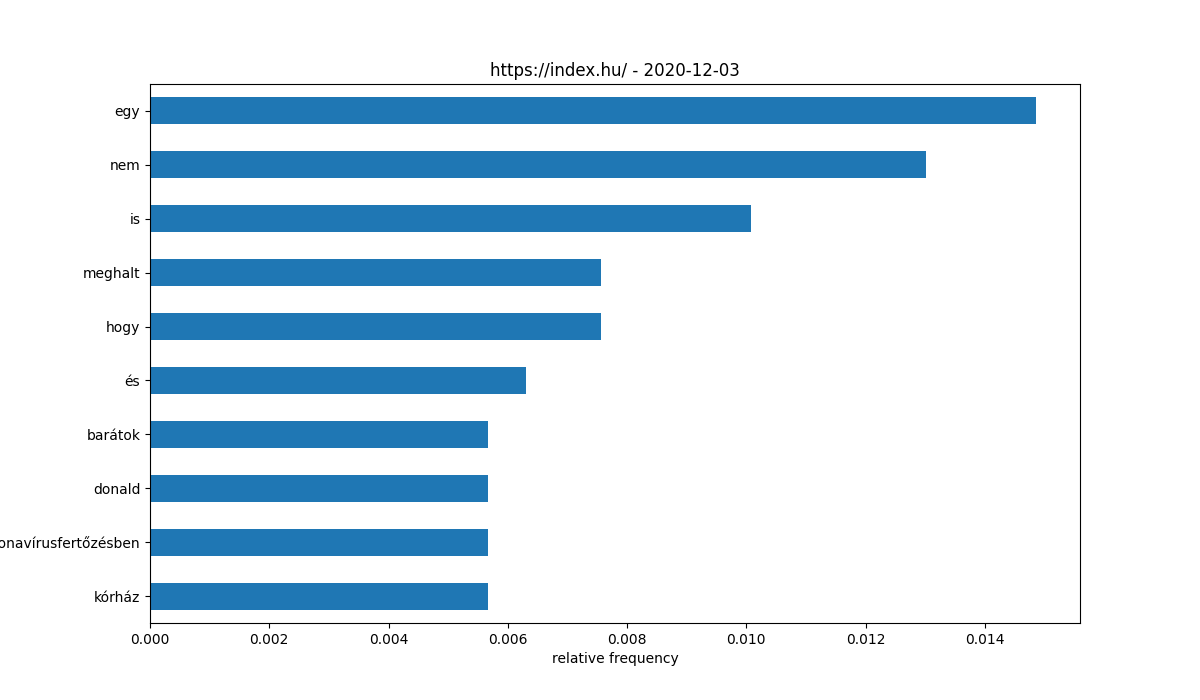 https://index.hu/ - 2020-12-03
egy
nem
is
meghalt
hogy
és
barátok
donald
onavírusfertőzésben
kórház
0.000 0.002 0.004 0.006 0.008 0.010 0.012 0.014
relative frequency